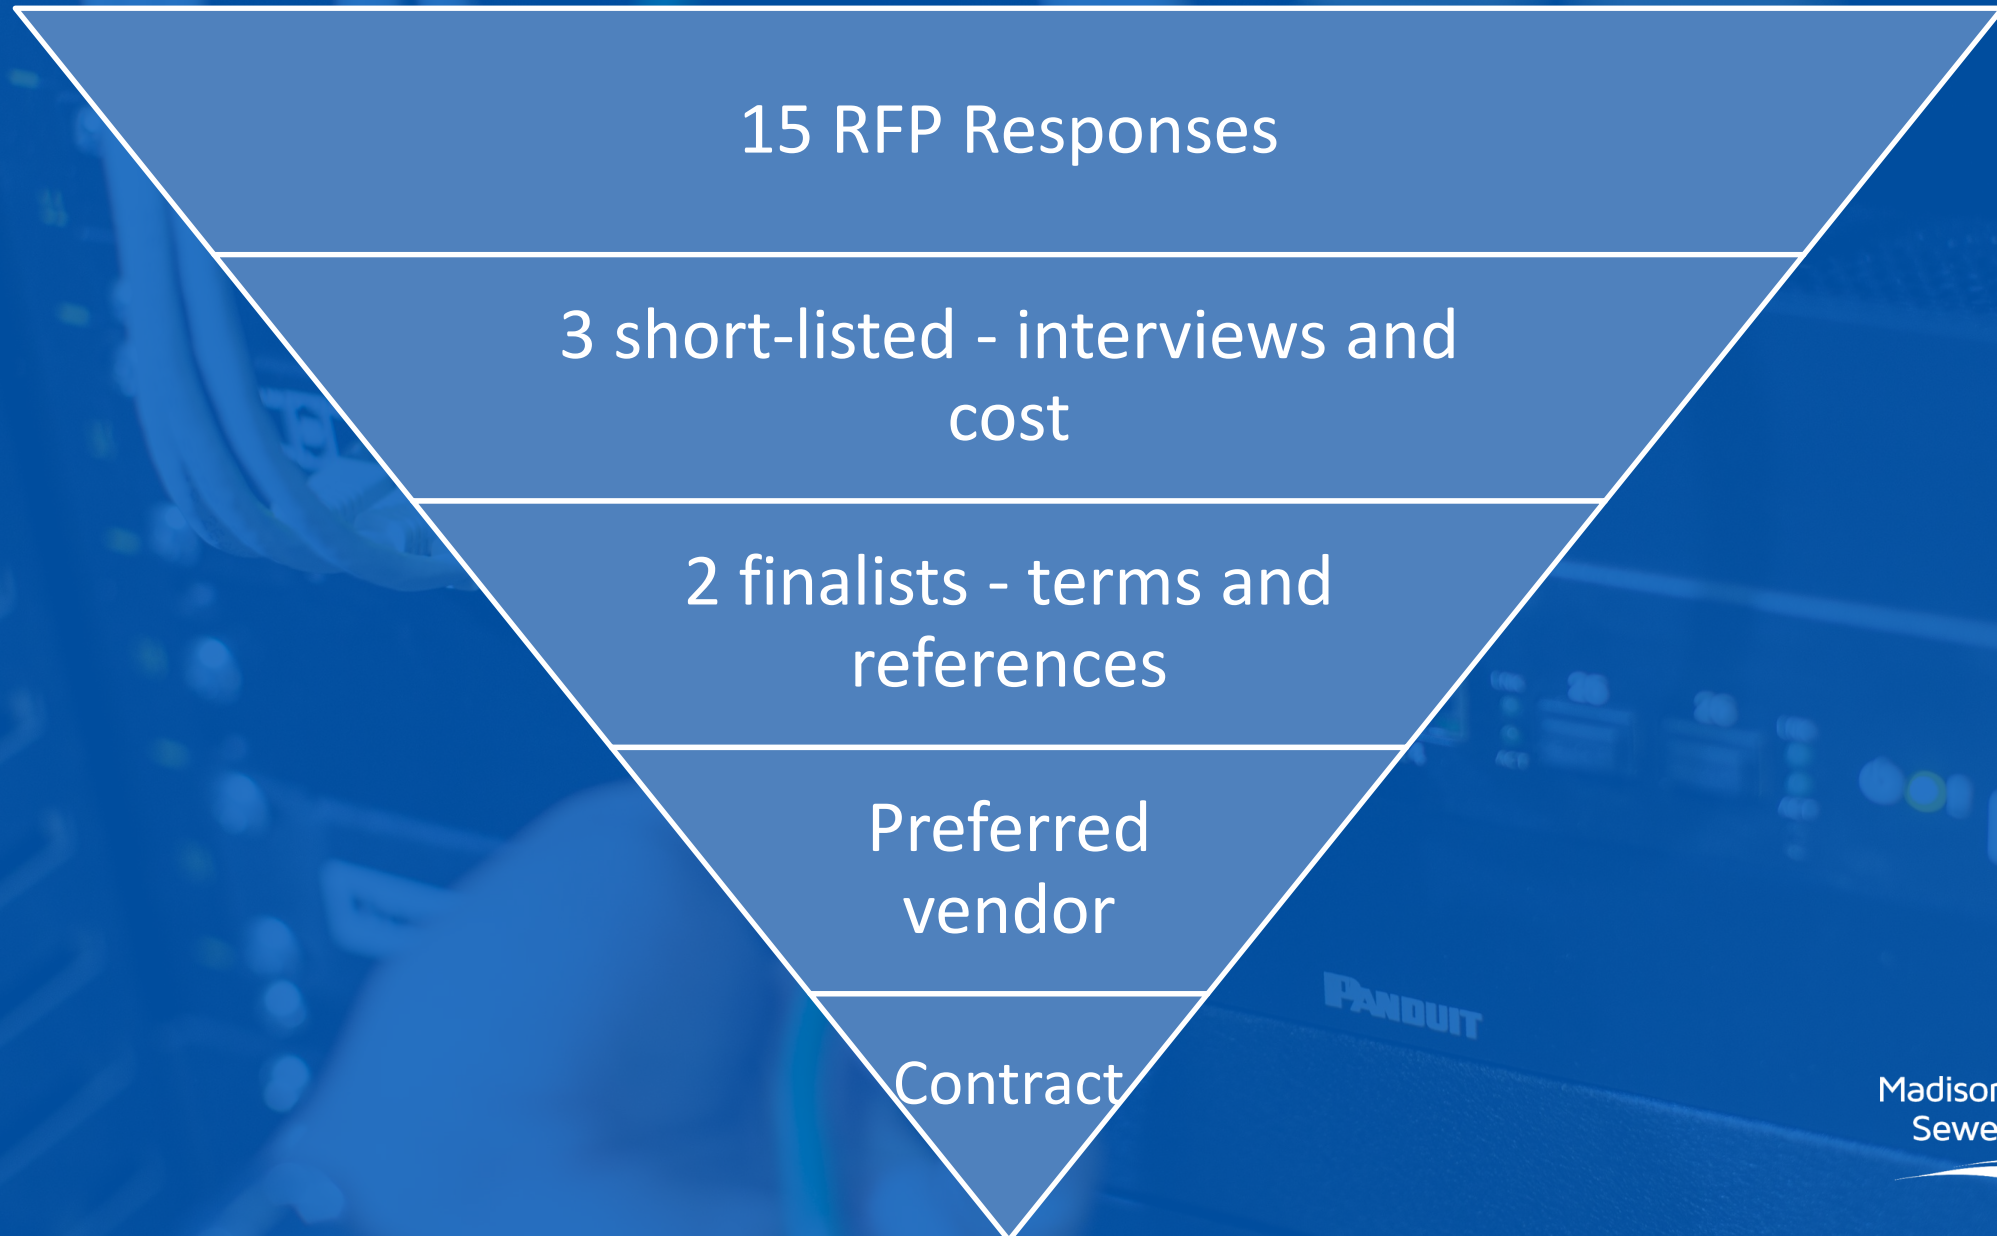 15 RFP Responses
3 short-listed - interviews and
cost
2 finalists - terms and
references
Preferred
vendor
Contract
PANDUIT